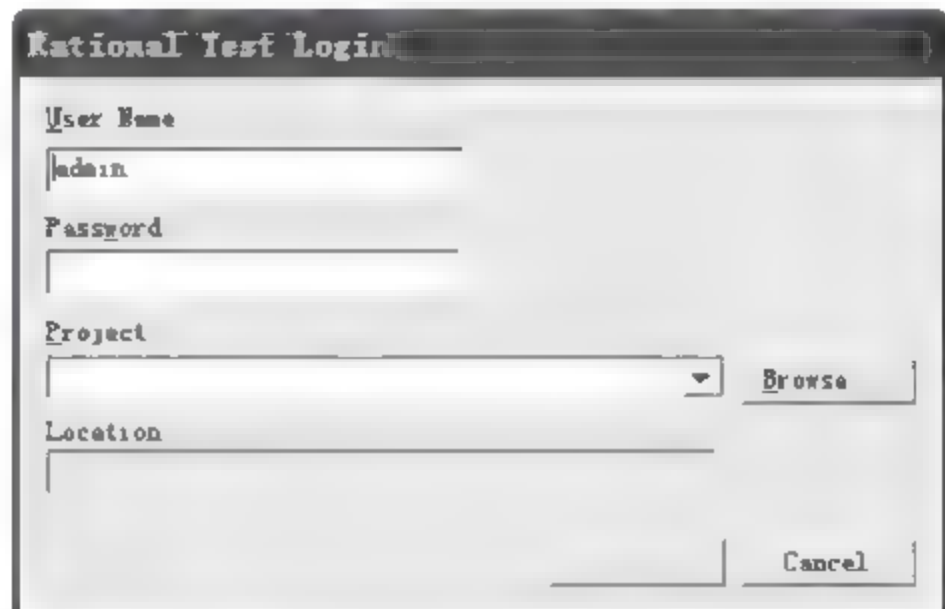 Rational Test Login
User Name
admin
Password
Project
Browse
Location
Cancel